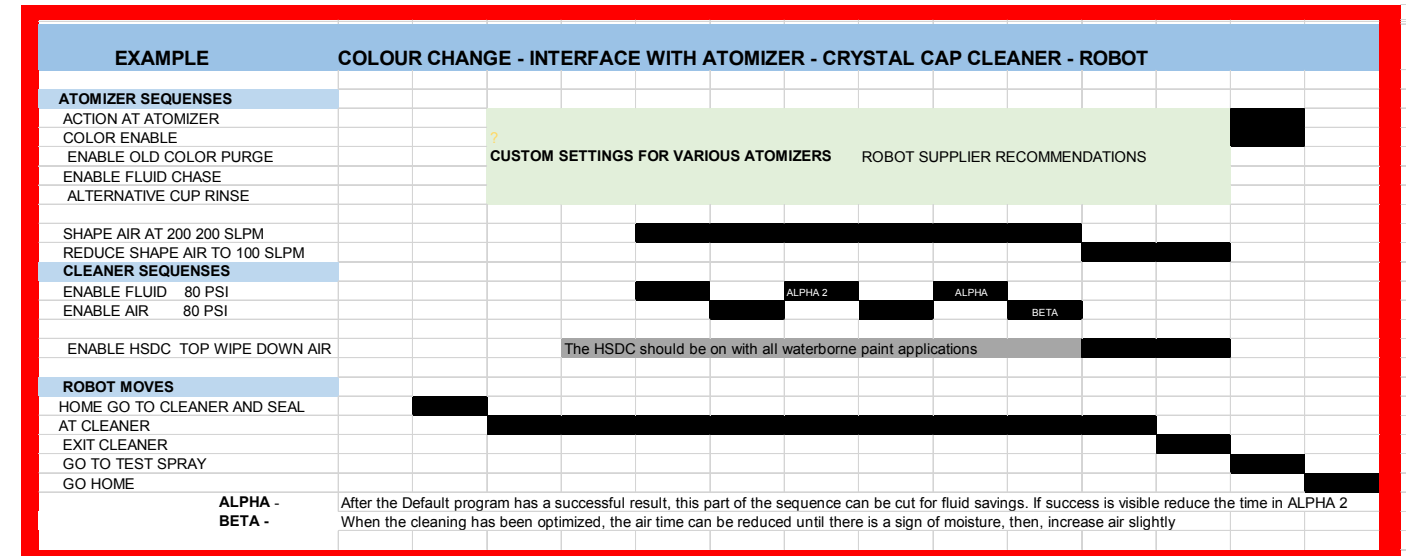 EXAMPLE COLOUR CHANGE - INTERFACE WITH ATOMIZER - CRYSTAL CAP CLEANER - ROBOT
ATOMIZER SEQUENSES
ACTION AT ATOMIZER
COLOR ENABLE
?
ENABLE OLD COLOR PURGE CUSTOM SETTINGS FOR VARIOUS ATOMIZERS ROBOT SUPPLIER RECOMMENDATIONS
ENABLE FLUID CHASE
ALTERNATIVE CUP RINSE
SHAPE AIR AT 200 200 SLPM
REDUCE SHAPE AIR TO 100 SLPM
CLEANER SEQUENSES
ENABLE FLUID 80 PSI ALPHA 2 ALPHA
ENABLE AIR 80 PSI BETA
ENABLE HSDC TOP WIPE DOWN AIR The HSDC should be on with all waterborne paint applications
ROBOT MOVES
HOME GO TO CLEANER AND SEAL
AT CLEANER
EXIT CLEANER
GO TO TEST SPRAY
GO HOME
ALPHA - After the Default program has a successful result, this part of the sequence can be cut for fluid savings. If success is visible reduce the time in ALPHA 2
BETA - When the cleaning has been optimized, the air time can be reduced until there is a sign of moisture, then, increase air slightly